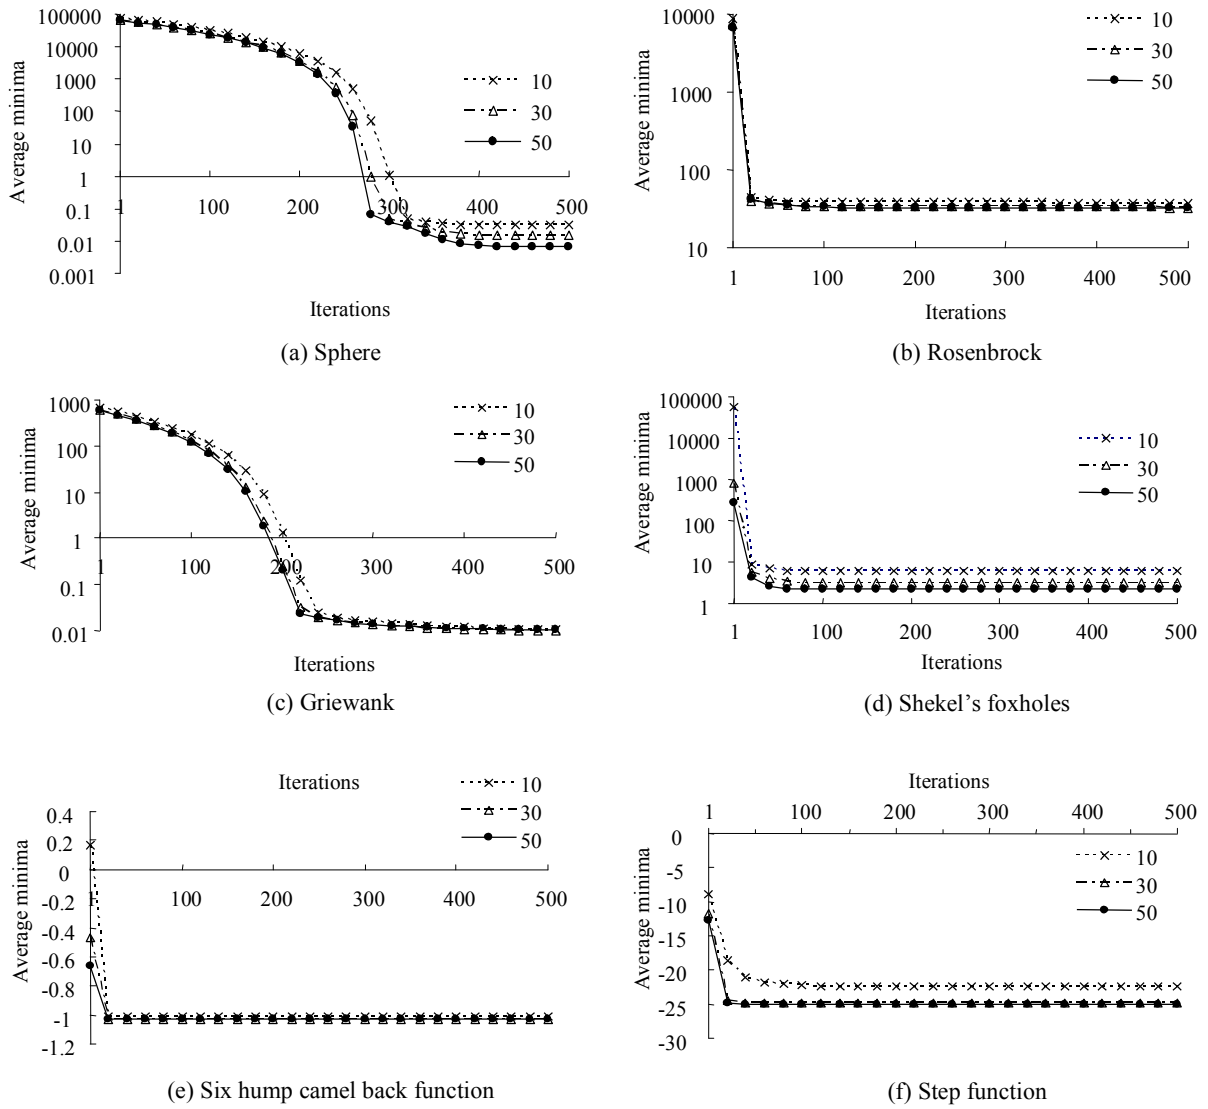 100000
10000
1000
100
10
1
0.1
0.01
0.001
Average minima
1 100 200 300 400 500
Iterations
10
30
50
(a) Sphere
10000
1000
100
10
Average minima
1 100 200 300 400 500
Iterations
10
30
50
(b) Rosenbrock
1000
100
10
1
0.1
0.01
Average minima
1 100 200 300 400 500
Iterations
10
30
50
(c) Griewank
100000
10000
1000
100
10
1
Average minima
1 100 200 300 400 500
Iterations
10
30
50
(d) Shekel's foxholes
Iterations
10
30
50
0.4
0.2
0
-0.2
-0.4
-0.6
-0.8
-1
-1.2
Average minima
1 100 200 300 400 500
(e) Six hump camel back function
Iterations
1 100 200 300 400 500
0
-5
-10
-15
-20
-25
-30
Average minima
10
30
50
(f) Step function